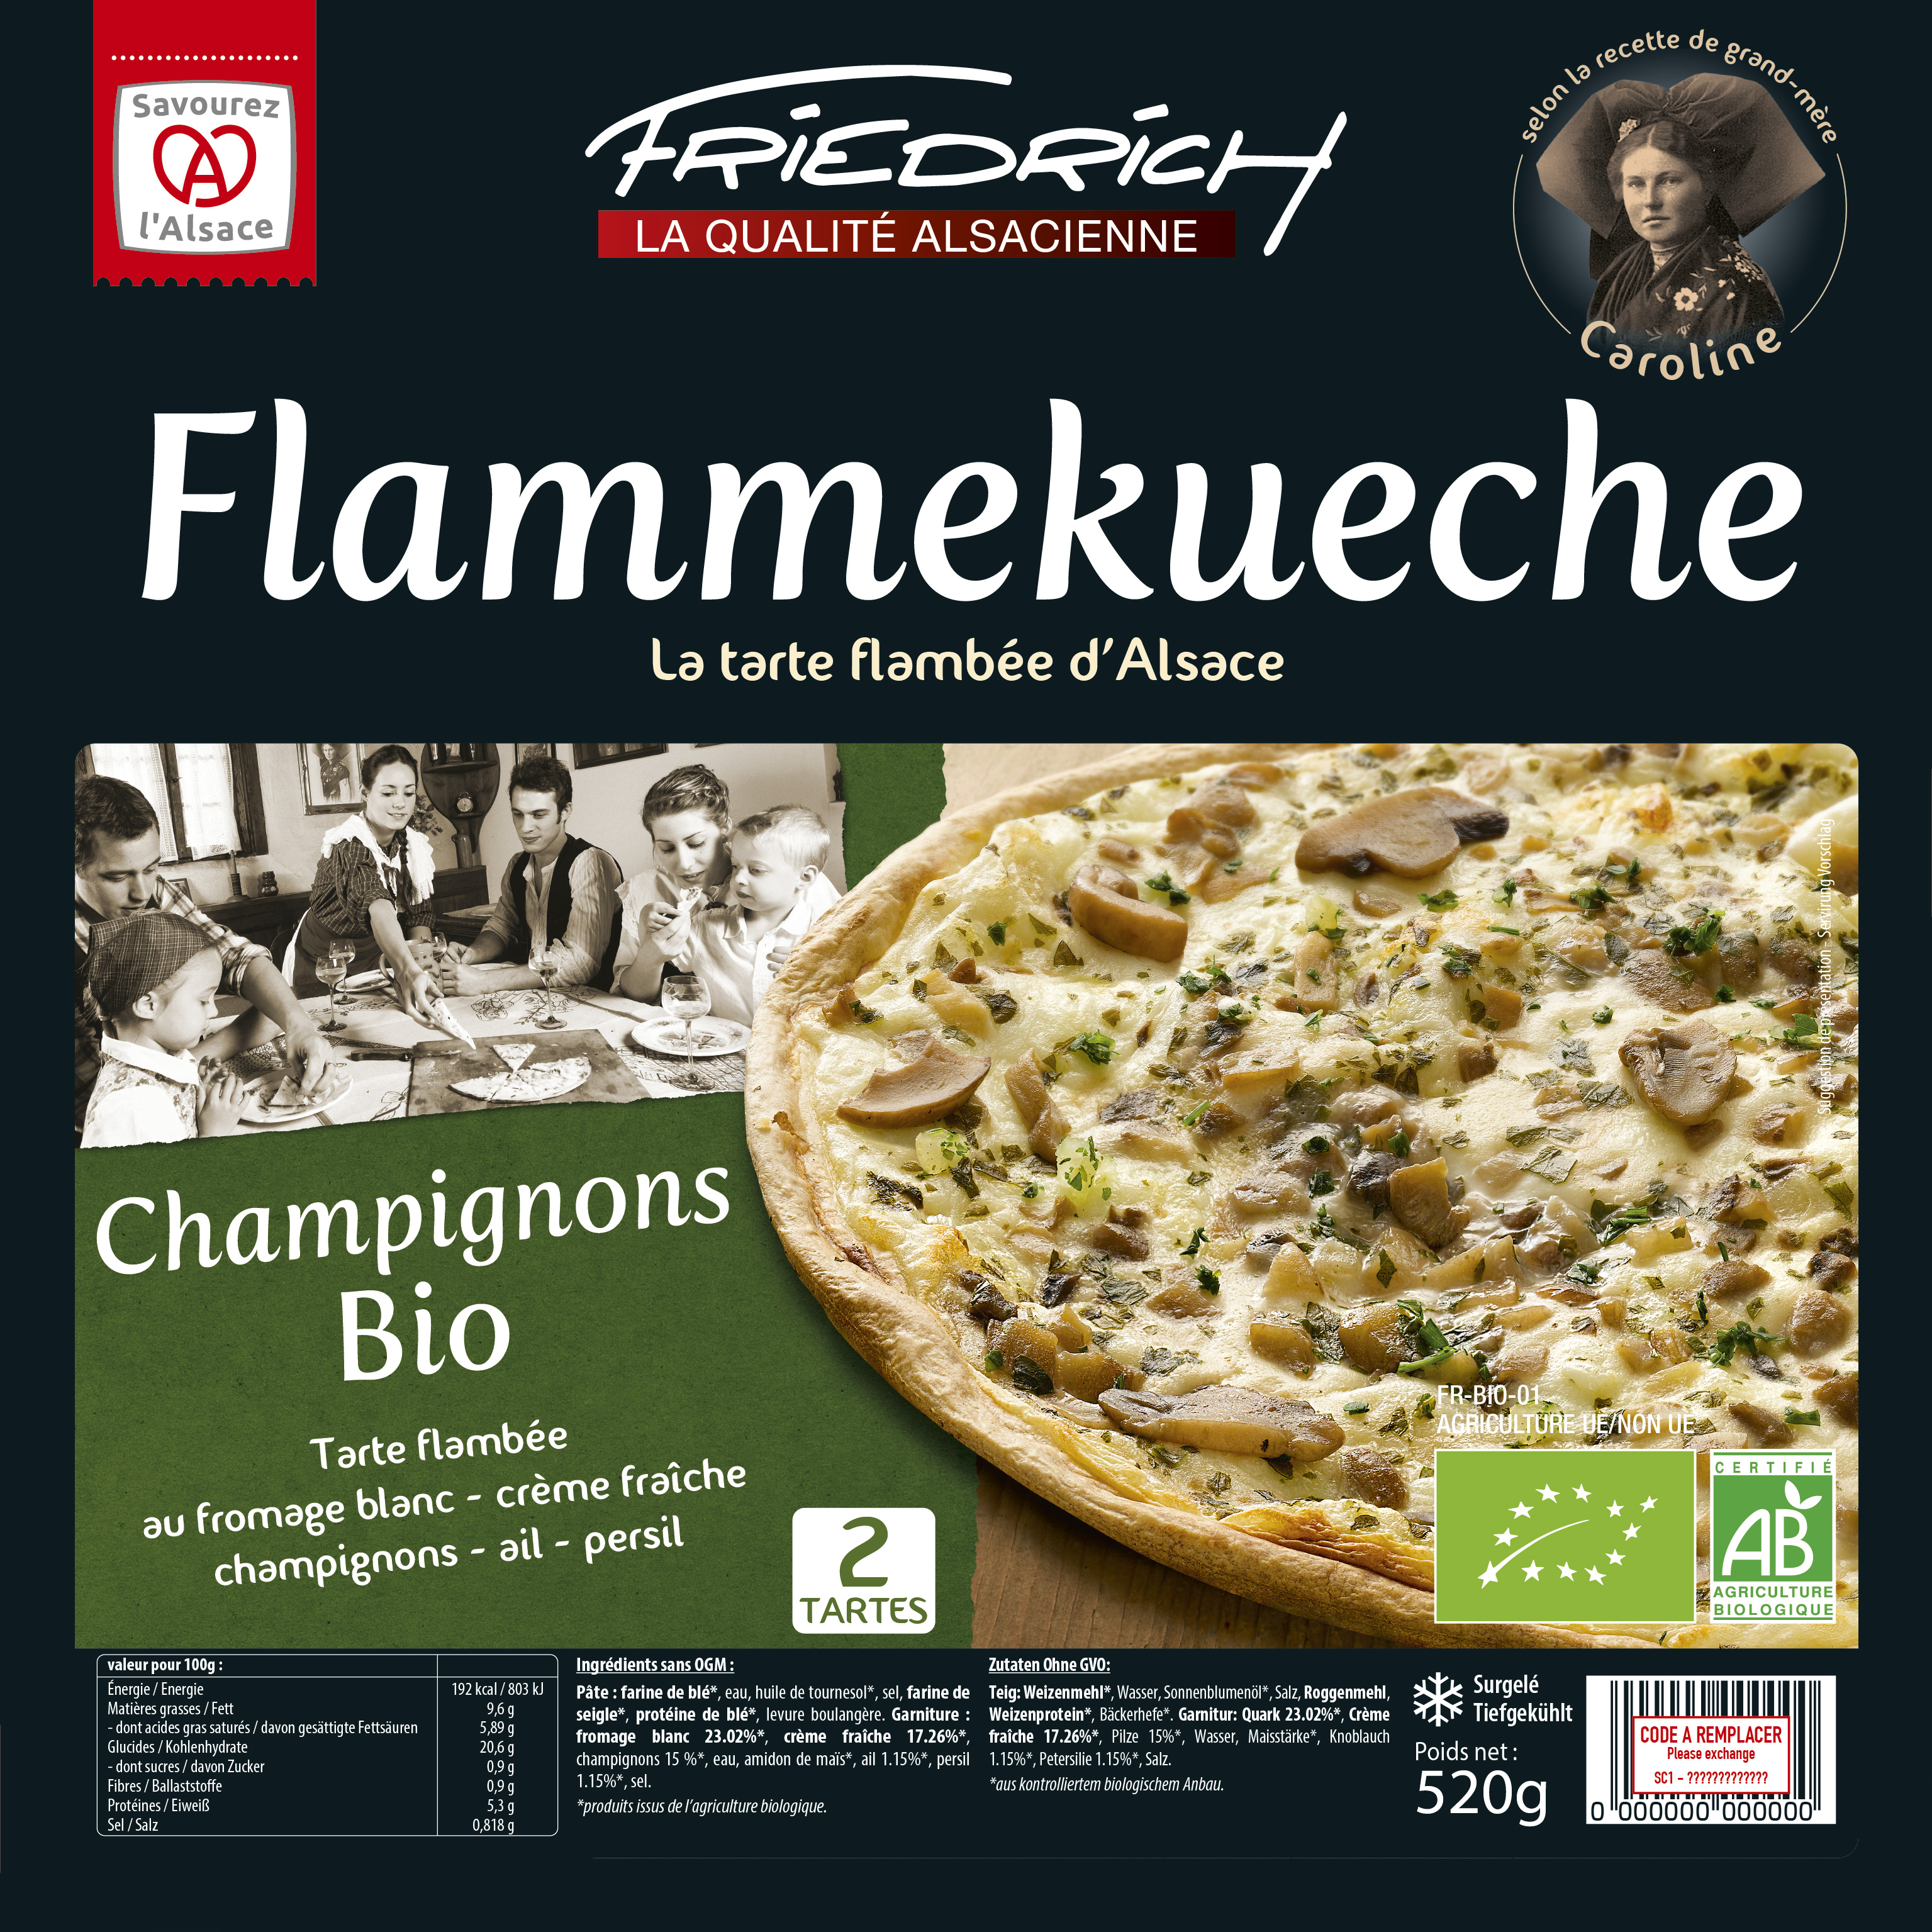 Savourez
A
l'Alsace
FRIEDRICH
LA QUALITÉ ALSACIENNE
selon la recette de grand-mère
Caroline
Flammekueche
La tarte flambée d'Alsace
Suggestion de présentation - Servirung Vorschlag
Champignons
Bio
Tarte flambée
au fromage blanc - crème fraîche
champignons - ail - persil
2
TARTES
FR-BIO-01
AGRICULTURE UE/NON UE
CERTIFIÉ
AB
AGRICULTURE
BIOLOGIQUE
valeur pour 100g :
Énergie / Energie 192 kcal / 803 kJ
Matières grasses / Fett 9,6 g
- dont acides gras saturés / davon gesättigte Fettsäuren 5,89 g
Glucides / Kohlenhydrate 20,6 g
- dont sucres / davon Zucker 0,9 g
Fibres / Ballaststoffe 0,9 g
Protéines / Eiweiß 5,3 g
Sel / Salz 0,818 g
Ingrédients sans OGM :
Pâte : farine de blé*, eau, huile de tournesol*, sel, farine de
seigle*, protéine de blé*, levure boulangère. Garniture :
fromage blanc 23.02%*, crème fraîche 17.26%*,
champignons 15 %*, eau, amidon de maïs*, ail 1.15%*, persil
1.15%*, sel.
*produits issus de l'agriculture biologique.
Zutaten Ohne GVO:
Teig: Weizenmehl*, Wasser, Sonnenblumenöl*, Salz, Roggenmehl,
Weizenprotein*, Bäckerhefe*. Garnitur: Quark 23.02%*, Crème
fraîche 17.26%*, Pilze 15%*, Wasser, Maisstärke*, Knoblauch
1.15%*, Petersilie 1.15%*, Salz.
*aus kontrolliertem biologischem Anbau.
Surgelé
Tiefgekühlt
Poids net :
520g
CODE A REMPLACER
Please exchange
SC1 - ?????????????
0 000000 000000